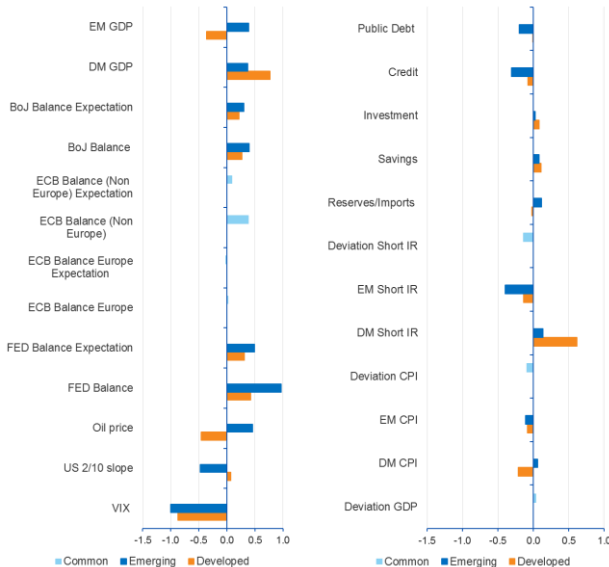 EM GDP
DM GDP
BoJ Balance Expectation
BoJ Balance
ECB Balance (Non
Europe) Expectation
ECB Balance (Non
Europe)
ECB Balance Europe
Expectation
ECB Balance Europe
FED Balance Expectation
FED Balance
Oil price
US 2/10 slope
VIX
-1.5 -1.0 -0.5 0.0 0.5 1.0
Common Emerging Developed
Public Debt
Credit
Investment
Savings
Reserves/Imports
Deviation Short IR
EM Short IR
DM Short IR
Deviation CPI
EM CPI
DM CPI
Deviation GDP
-1.5 -1.0 -0.5 0.0 0.5 1.0
Common Emerging Developed